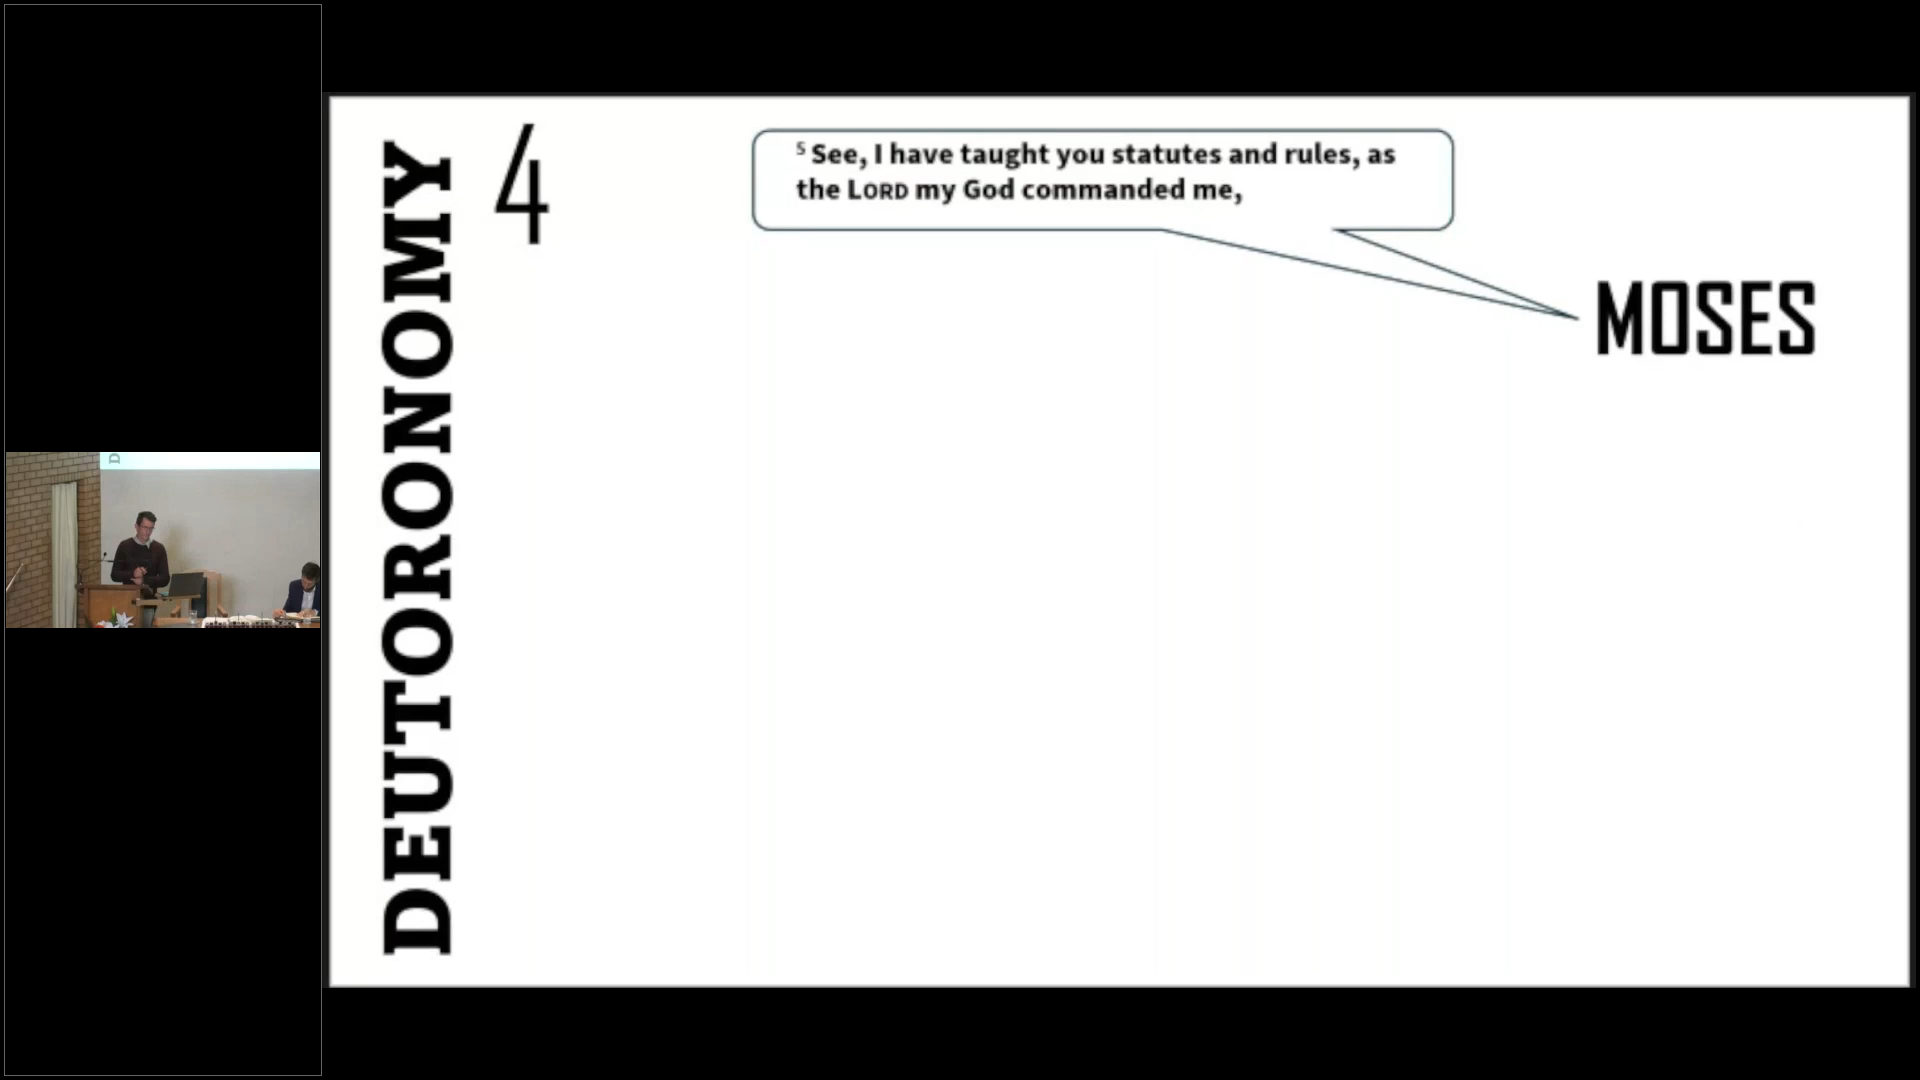 DEUTORONOMY
4
5 See, I have taught you statutes and rules, as
the LORD my God commanded me,
MOSES
D